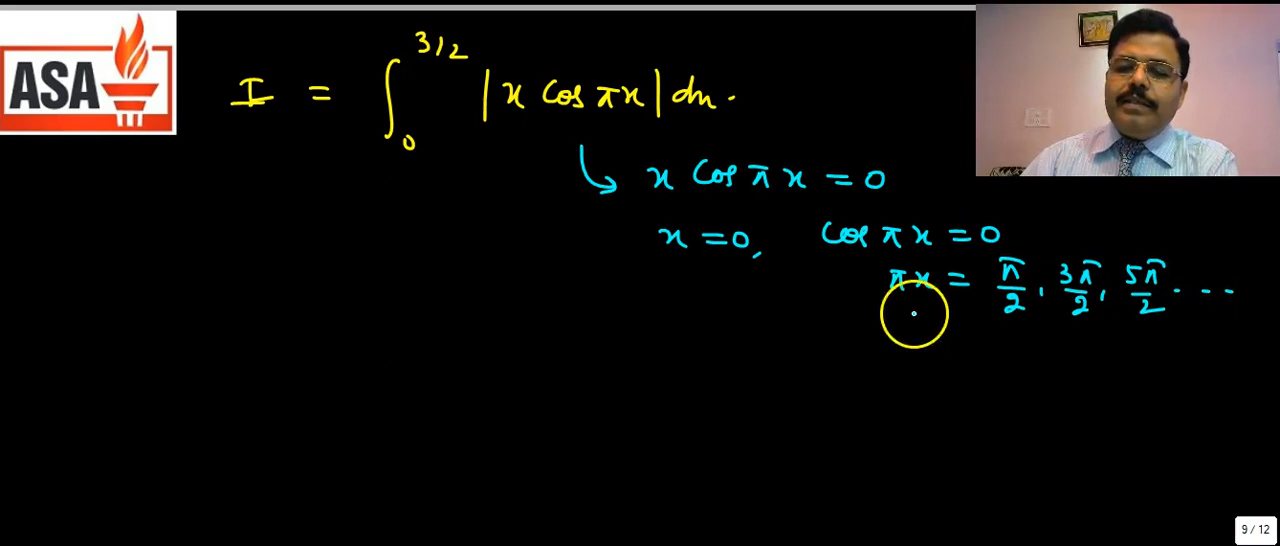 ASA
I = ∫₀^{3/2} |x cos πx| dx.
x cos πx = 0
x = 0, cos πx = 0
πx = π/2, 3π/2, 5π/2 ....
9 / 12